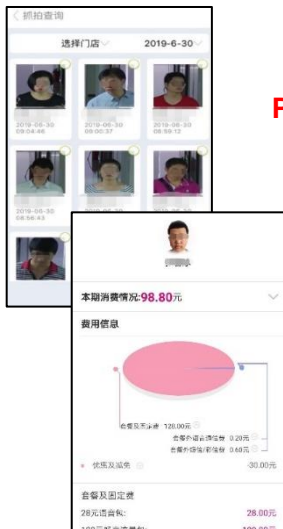 抓拍查询
选择门店
2019-6-30
2019-06-30
09:04:46
2019-06-30
09:00:37
2019-06-30
08:59:12
2019-06-30
08:56:43
P
本期消费情况:98.80元
费用信息
套餐及固定费 128.00元
套餐外语音通信费 0.20元
套餐外短信/彩信费 0.60元
优惠及减免
-30.00元
套餐及固定费
28元语音包:
28.00元